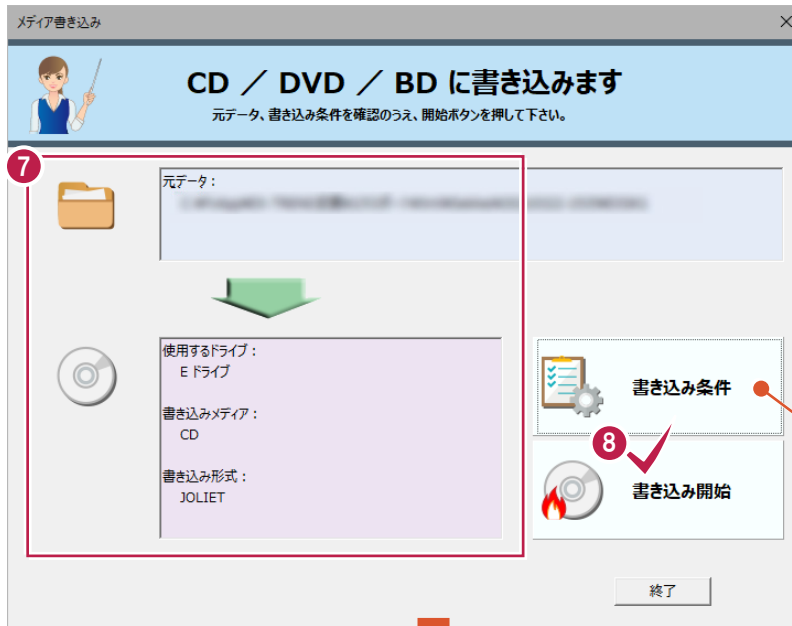 メディア書き込み
CD ／ DVD ／ BD に書き込みます
元データ、書き込み条件を確認のうえ、開始ボタンを押して下さい。
7
元データ：
使用するドライブ：
E ドライブ
書き込みメディア：
CD
書き込み形式：
JOLIET
書き込み条件
8
書き込み開始
終了